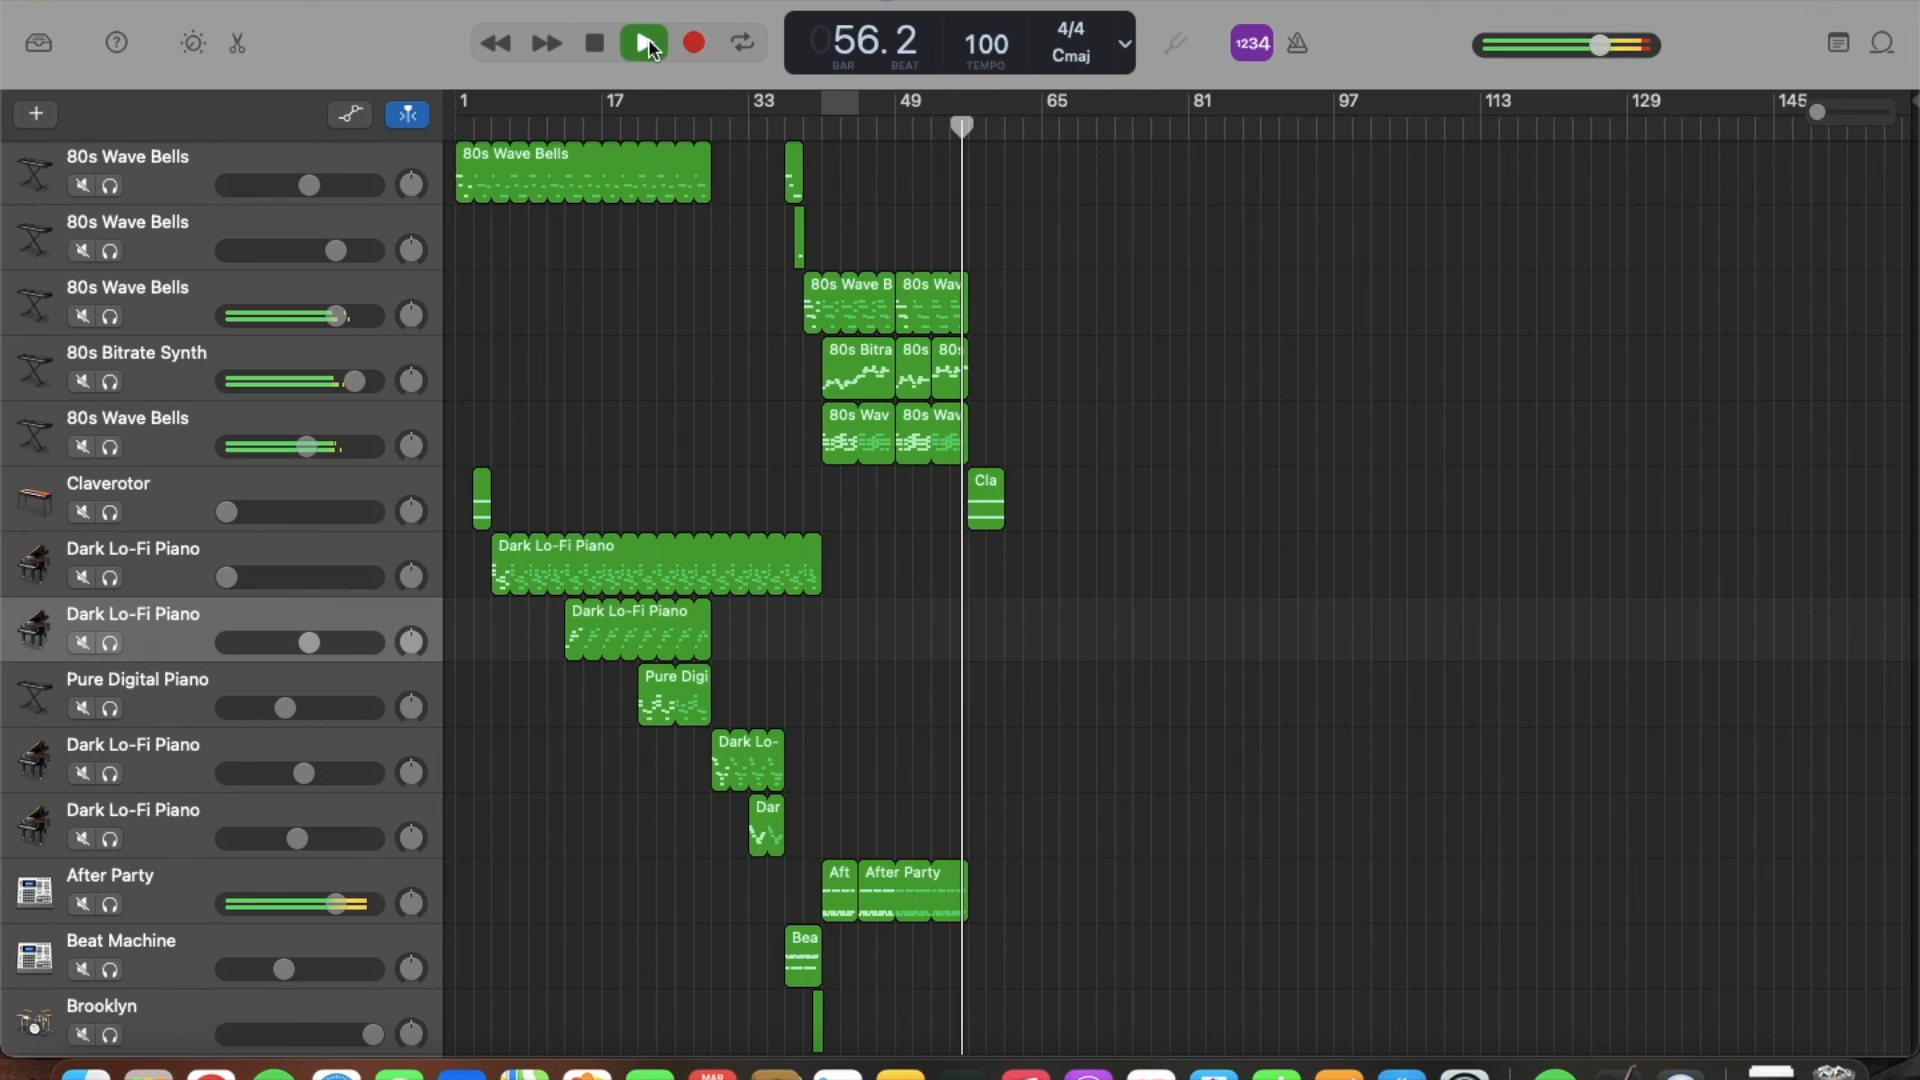 056.2
BAR
BEAT
100
TEMPO
4/4
Cmaj
1234
1
17
33
49
65
81
97
113
129
145
80s Wave Bells
80s Wave Bells
80s Wave Bells
80s Wave Bells
80s Wave B
80s Wav
80s Bitrate Synth
80s Bitra
80s
80s
80s Wave Bells
80s Wav
80s Wav
Claverotor
Cla
Dark Lo-Fi Piano
Dark Lo-Fi Piano
Dark Lo-Fi Piano
Dark Lo-Fi Piano
Pure Digital Piano
Pure Digi
Dark Lo-Fi Piano
Dark Lo-
Dark Lo-Fi Piano
Dar
After Party
Aft
After Party
Beat Machine
Bea
Brooklyn
MAR